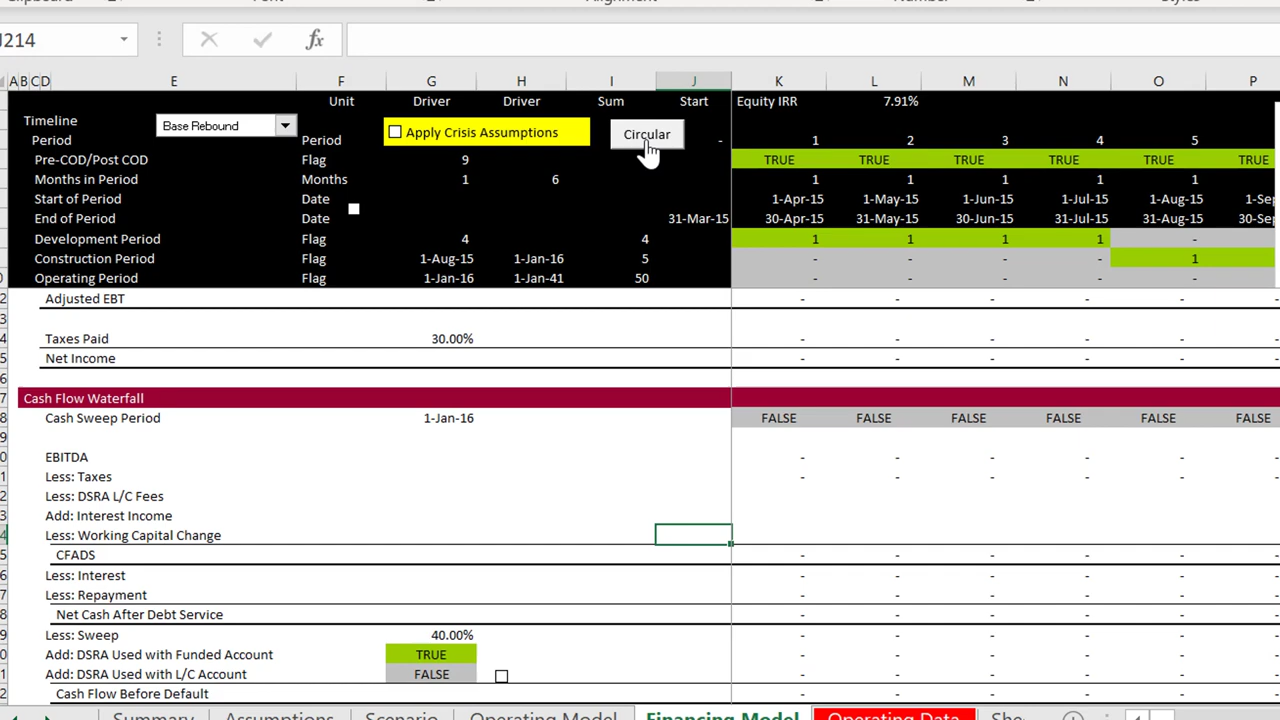 J214 fx
A B C D E F G H I J K L M N O P
Unit Driver Driver Sum Start Equity IRR 7.91%
Timeline Base Rebound Apply Crisis Assumptions Circular
Period Period - 1 2 3 4 5
Pre-COD/Post COD Flag 9 TRUE TRUE TRUE TRUE TRUE TRUE
Months in Period Months 1 6 1 1 1 1 1
Start of Period Date 1-Apr-15 1-May-15 1-Jun-15 1-Jul-15 1-Aug-15 1-Sep
End of Period Date 31-Mar-15 30-Apr-15 31-May-15 30-Jun-15 31-Jul-15 31-Aug-15 30-Sep
Development Period Flag 4 4 1 1 1 1 -
Construction Period Flag 1-Aug-15 1-Jan-16 5 - - - - 1
Operating Period Flag 1-Jan-16 1-Jan-41 50 - - - - -
Adjusted EBT - - - - - -
Taxes Paid 30.00% - - - - - -
Net Income - - - - - -
Cash Flow Waterfall
Cash Sweep Period 1-Jan-16 FALSE FALSE FALSE FALSE FALSE FALSE
EBITDA - - - - - -
Less: Taxes - - - - - -
Less: DSRA L/C Fees
Add: Interest Income
Less: Working Capital Change
CFADS - - - - - -
Less: Interest - - - - - -
Less: Repayment - - - - - -
Net Cash After Debt Service - - - - - -
Less: Sweep 40.00% - - - - - -
Add: DSRA Used with Funded Account TRUE - - - - - -
Add: DSRA Used with L/C Account FALSE - - - - - -
Cash Flow Before Default - - - - - -
Summary Assumptions Scenario Operating Model Financing Model Operating Data She